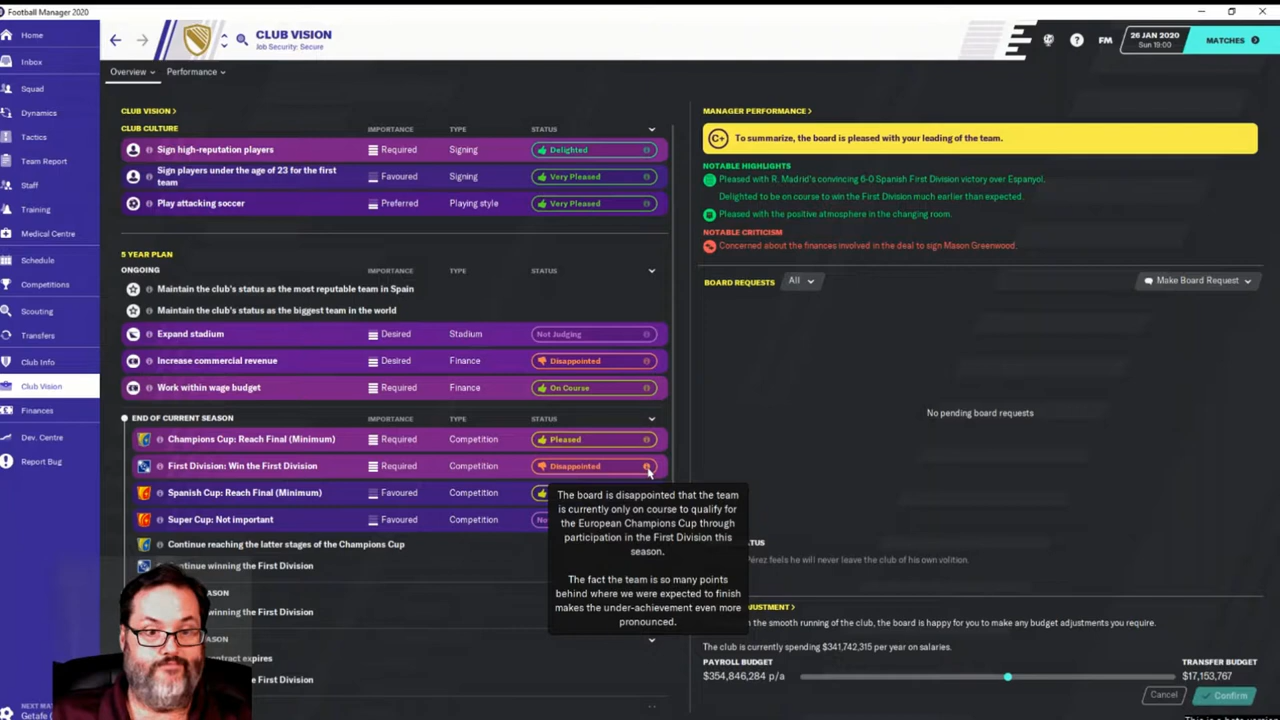 Football Manager 2020
Home
Inbox
Squad
Dynamics
Tactics
Team Report
Staff
Training
Medical Centre
Schedule
Competitions
Scouting
Transfers
Club Info
Club Vision
Finances
Dev. Centre
Report Bug
NEXT MA
Getafe
CLUB VISION
Job Security: Secure
? FM
26 JAN 2020
Sun 19:00
MATCHES
Overview Performance
CLUB VISION >
CLUB CULTURE IMPORTANCE TYPE STATUS
Sign high-reputation players Required Signing Delighted
Sign players under the age of 23 for the first
team Favoured Signing Very Pleased
Play attacking soccer Preferred Playing style Very Pleased
5 YEAR PLAN
ONGOING IMPORTANCE TYPE STATUS
Maintain the club's status as the most reputable team in Spain
Maintain the club's status as the biggest team in the world
Expand stadium Desired Stadium Not Judging
Increase commercial revenue Desired Finance Disappointed
Work within wage budget Required Finance On Course
END OF CURRENT SEASON IMPORTANCE TYPE STATUS
Champions Cup: Reach Final (Minimum) Required Competition Pleased
First Division: Win the First Division Required Competition Disappointed
Spanish Cup: Reach Final (Minimum) Favoured Competition
Super Cup: Not important Favoured Competition No
Continue reaching the latter stages of the Champions Cup
ntinue winning the First Division
ASON
winning the First Division
ASON
ntract expires
winning the First Division
The board is disappointed that the team
is currently only on course to qualify for
the European Champions Cup through
participation in the First Division this
season.
The fact the team is so many points
behind where we were expected to finish
makes the under-achievement even more
pronounced.
MANAGER PERFORMANCE >
C+ To summarize, the board is pleased with your leading of the team.
NOTABLE HIGHLIGHTS
Pleased with R. Madrid's convincing 6-0 Spanish First Division victory over Espanyol.
Delighted to be on course to win the First Division much earlier than expected.
Pleased with the positive atmosphere in the changing room.
NOTABLE CRITICISM
Concerned about the finances involved in the deal to sign Mason Greenwood.
BOARD REQUESTS All Make Board Request
No pending board requests
ATUS
Pérez feels he will never leave the club of his own volition.
JUSTMENT >
n the smooth running of the club, the board is happy for you to make any budget adjustments you require.
The club is currently spending $341,742,315 per year on salaries.
PAYROLL BUDGET TRANSFER BUDGET
$354,846,284 p/a $17,153,767
Cancel Confirm